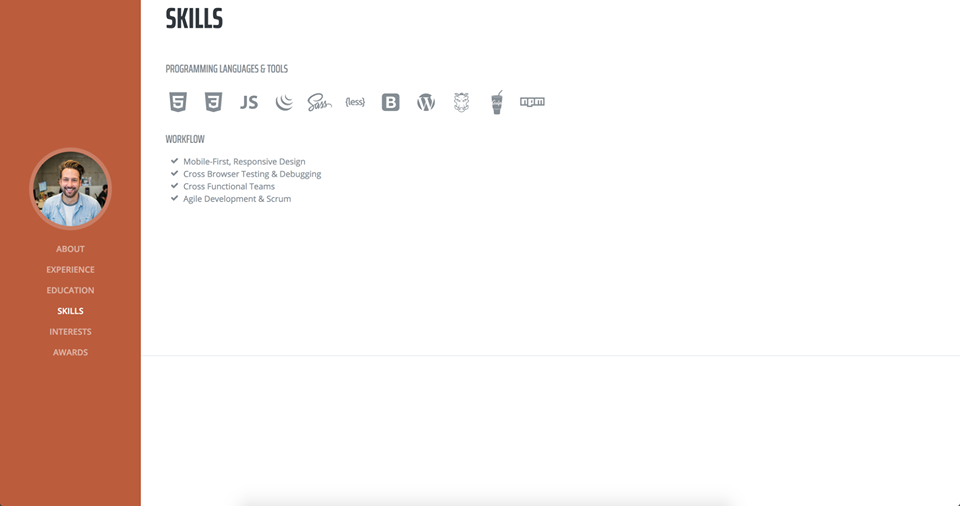 SKILLS
PROGRAMMING LANGUAGES & TOOLS
JS Sass {less} B W npm
WORKFLOW
Mobile-First, Responsive Design
Cross Browser Testing & Debugging
Cross Functional Teams
Agile Development & Scrum
ABOUT
EXPERIENCE
EDUCATION
SKILLS
INTERESTS
AWARDS